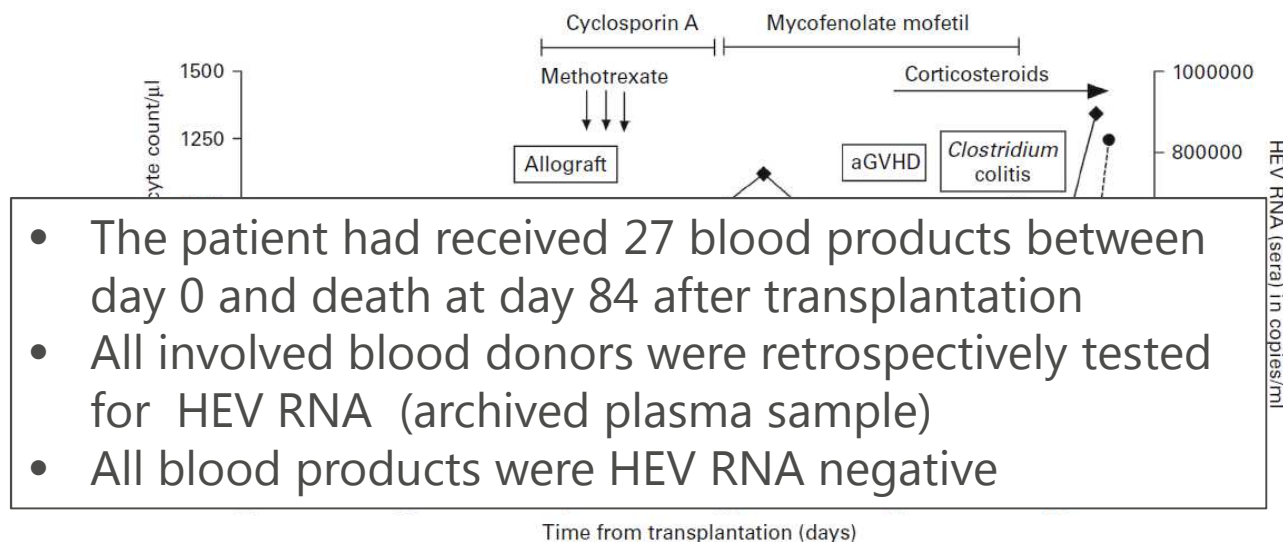 Cyclosporin A
Mycofenolate mofetil
1500
Methotrexate
Corticosteroids
1000000
1250
Allograft
aGVHD
Clostridium
colitis
800000
cyte count/μl
HEV RNA (sera) in copies/ml
• The patient had received 27 blood products between
day 0 and death at day 84 after transplantation
• All involved blood donors were retrospectively tested
for HEV RNA (archived plasma sample)
• All blood products were HEV RNA negative
Time from transplantation (days)